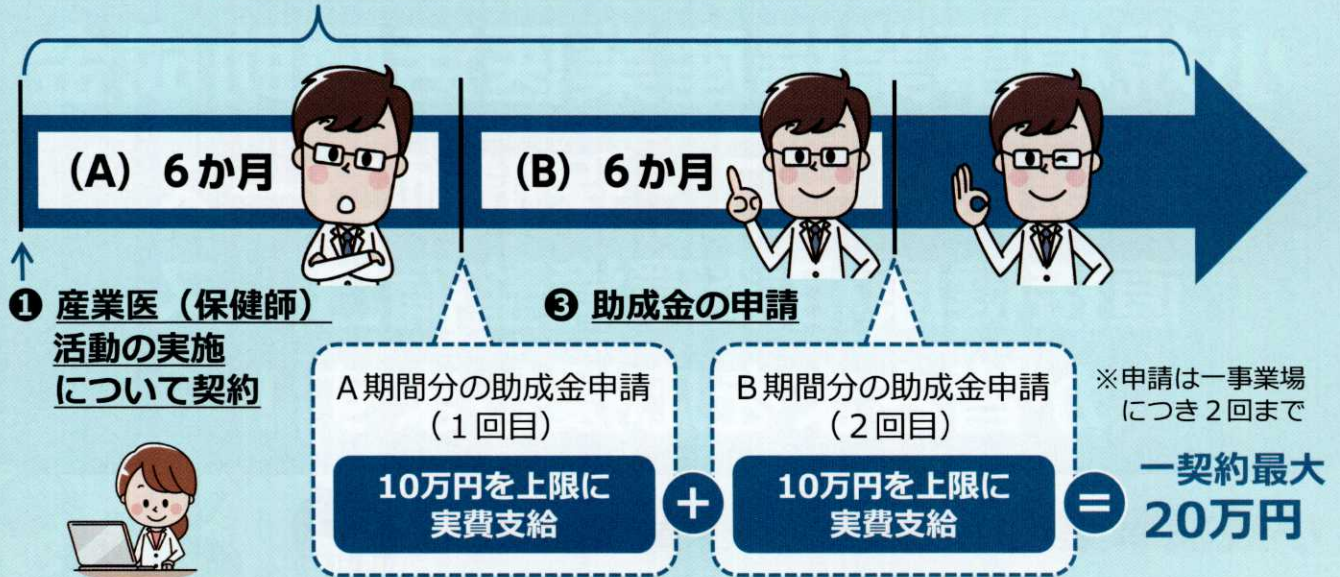 (A) 6か月
(B) 6か月
❶ 産業医（保健師）
活動の実施
について契約
❸ 助成金の申請
A期間分の助成金申請
（1回目）
10万円を上限に
実費支給
+
B期間分の助成金申請
（2回目）
10万円を上限に
実費支給
=
※申請は一事業場
につき2回まで
一契約最大
20万円